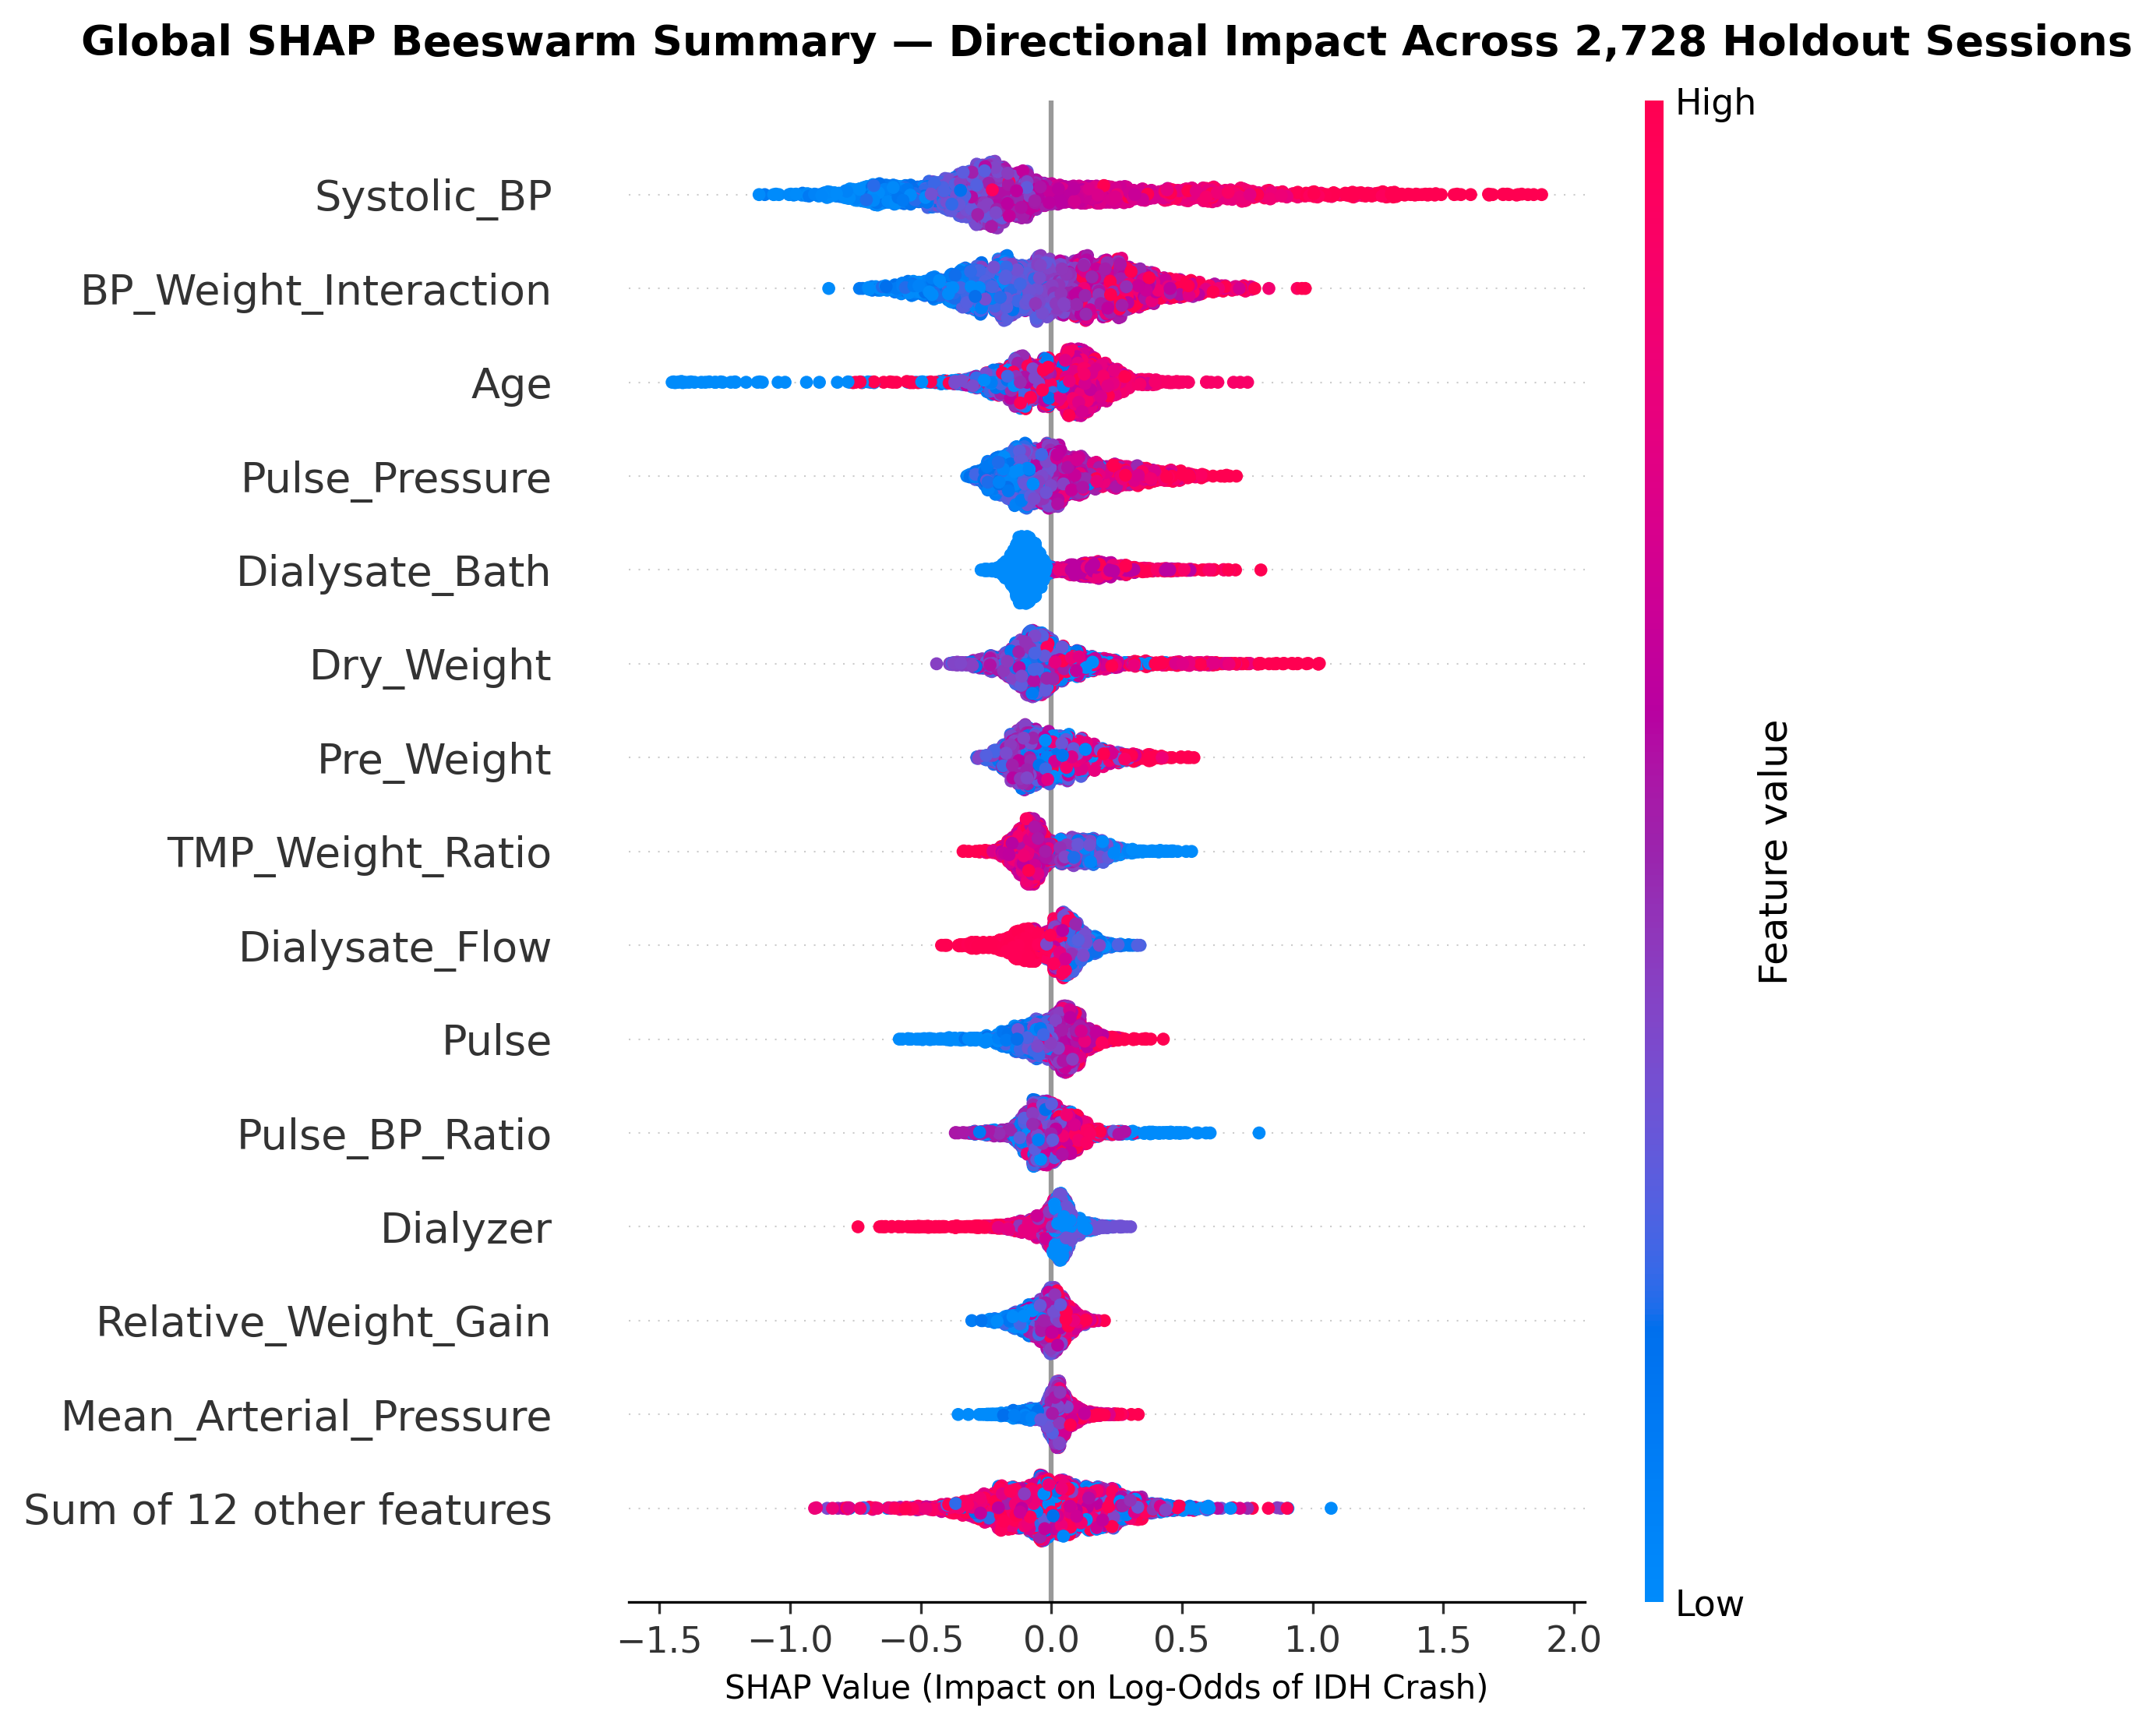 Global SHAP Beeswarm Summary — Directional Impact Across 2,728 Holdout Sessions
High
Systolic_BP
BP_Weight_Interaction
Age
Pulse_Pressure
Dialysate_Bath
Dry_Weight
Pre_Weight
TMP_Weight_Ratio
Dialysate_Flow
Pulse
Pulse_BP_Ratio
Dialyzer
Relative_Weight_Gain
Mean_Arterial_Pressure
Sum of 12 other features
Feature value
Low
−1.5 −1.0 −0.5 0.0 0.5 1.0 1.5 2.0
SHAP Value (Impact on Log-Odds of IDH Crash)